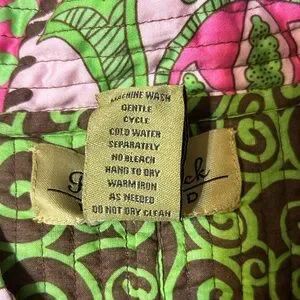 MACHINE WASH
GENTLE
CYCLE
COLD WATER
SEPARATELY
NO BLEACH
HANG TO DRY
WARM IRON
AS NEEDED
DO NOT DRY CLEAN